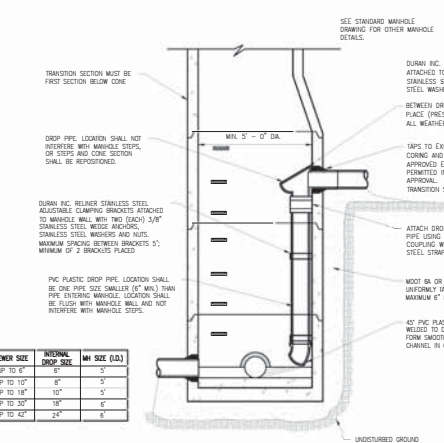 SEE STANDARD MANHOLE
DRAWING FOR OTHER MANHOLE
DETAILS.
TRANSITION SECTION MUST BE
FIRST SECTION BELOW CONE
DURAN INC.
ATTACHED TO
STAINLESS ST
STEEL WASH
BETWEEN DR
PLACE (PRES
ALL WEATHER
MIN. 5' - 0" DIA.
DROP PIPE. LOCATION SHALL NOT
INTERFERE WITH MANHOLE STEPS,
OR STEPS AND CONE SECTION
SHALL BE REPOSITIONED.
TAPS TO EX
CORING AND
APPROVED E
PERMITTED I
APPROVAL.
TRANSITION S
DURAN INC. RELINER STAINLESS STEEL
ADJUSTABLE CLAMPING BRACKETS ATTACHED
TO MANHOLE WALL WITH TWO (EACH) 3/8"
STAINLESS STEEL WEDGE ANCHORS,
STAINLESS STEEL WASHERS AND NUTS.
MAXIMUM SPACING BETWEEN BRACKETS 5';
MINIMUM OF 2 BRACKETS PLACED
ATTACH DRO
PIPE USING
COUPLING W
STEEL STRAP
PVC PLASTIC DROP PIPE. LOCATION SHALL
BE ONE PIPE SIZE SMALLER (6" MIN.) THAN
PIPE ENTERING MANHOLE. LOCATION SHALL
BE FLUSH WITH MANHOLE WALL AND NOT
INTERFERE WITH MANHOLE STEPS.
MDOT 6A OR
UNIFORMLY TA
MAXIMUM 6"
45° PVC PLAS
WELDED TO D
FORM SMOOT
CHANNEL IN
EWER SIZE INTERNAL DROP SIZE MH SIZE (I.D.)
UP TO 6" 6" 5'
UP TO 10" 8" 5'
UP TO 18" 10" 5'
UP TO 30" 18" 6'
UP TO 42" 24" 6'
UNDISTURBED GROUND